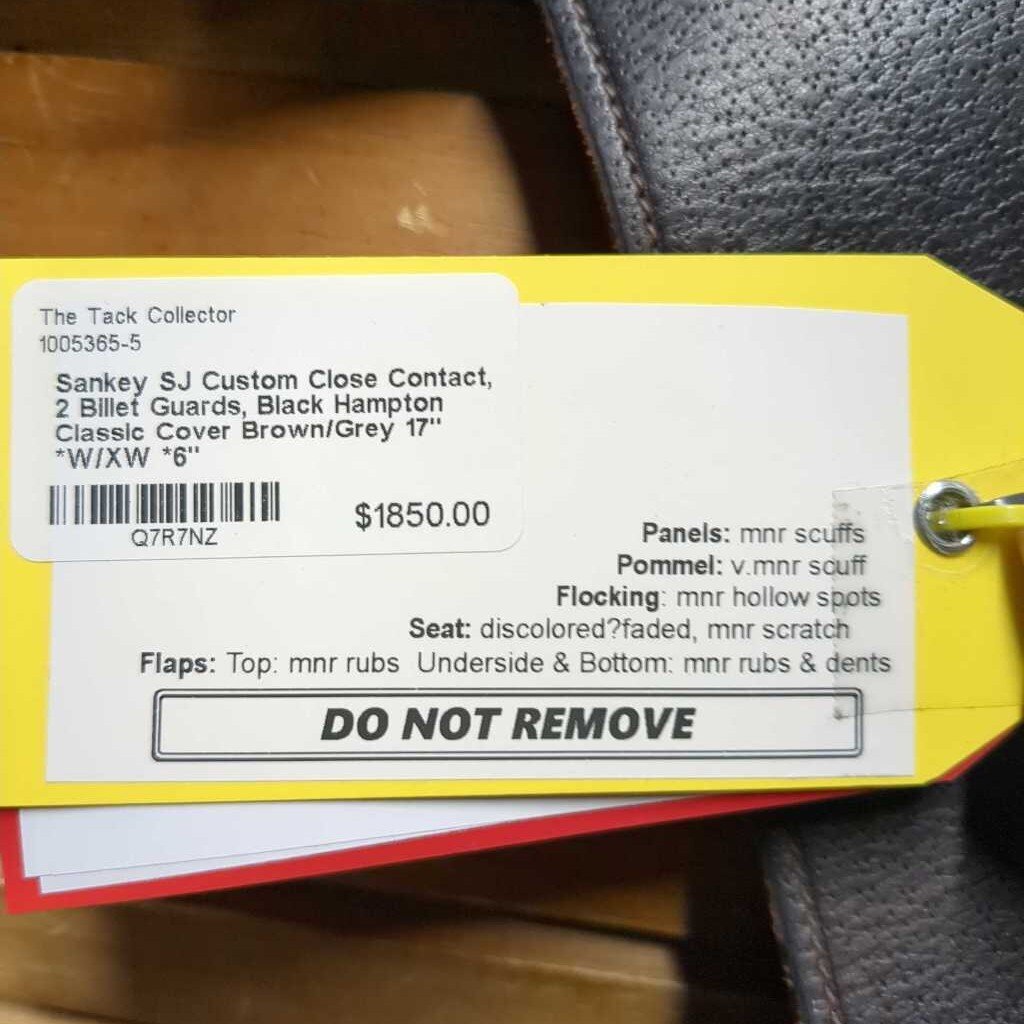 The Tack Collector
1005365-5
Sankey SJ Custom Close Contact,
2 Billet Guards, Black Hampton
Classic Cover Brown/Grey 17"
*W/XW *6"
Q7R7NZ
$1850.00
Panels: mnr scuffs
Pommel: v.mnr scuff
Flocking: mnr hollow spots
Seat: discolored?faded, mnr scratch
Flaps: Top: mnr rubs Underside & Bottom: mnr rubs & dents
DO NOT REMOVE